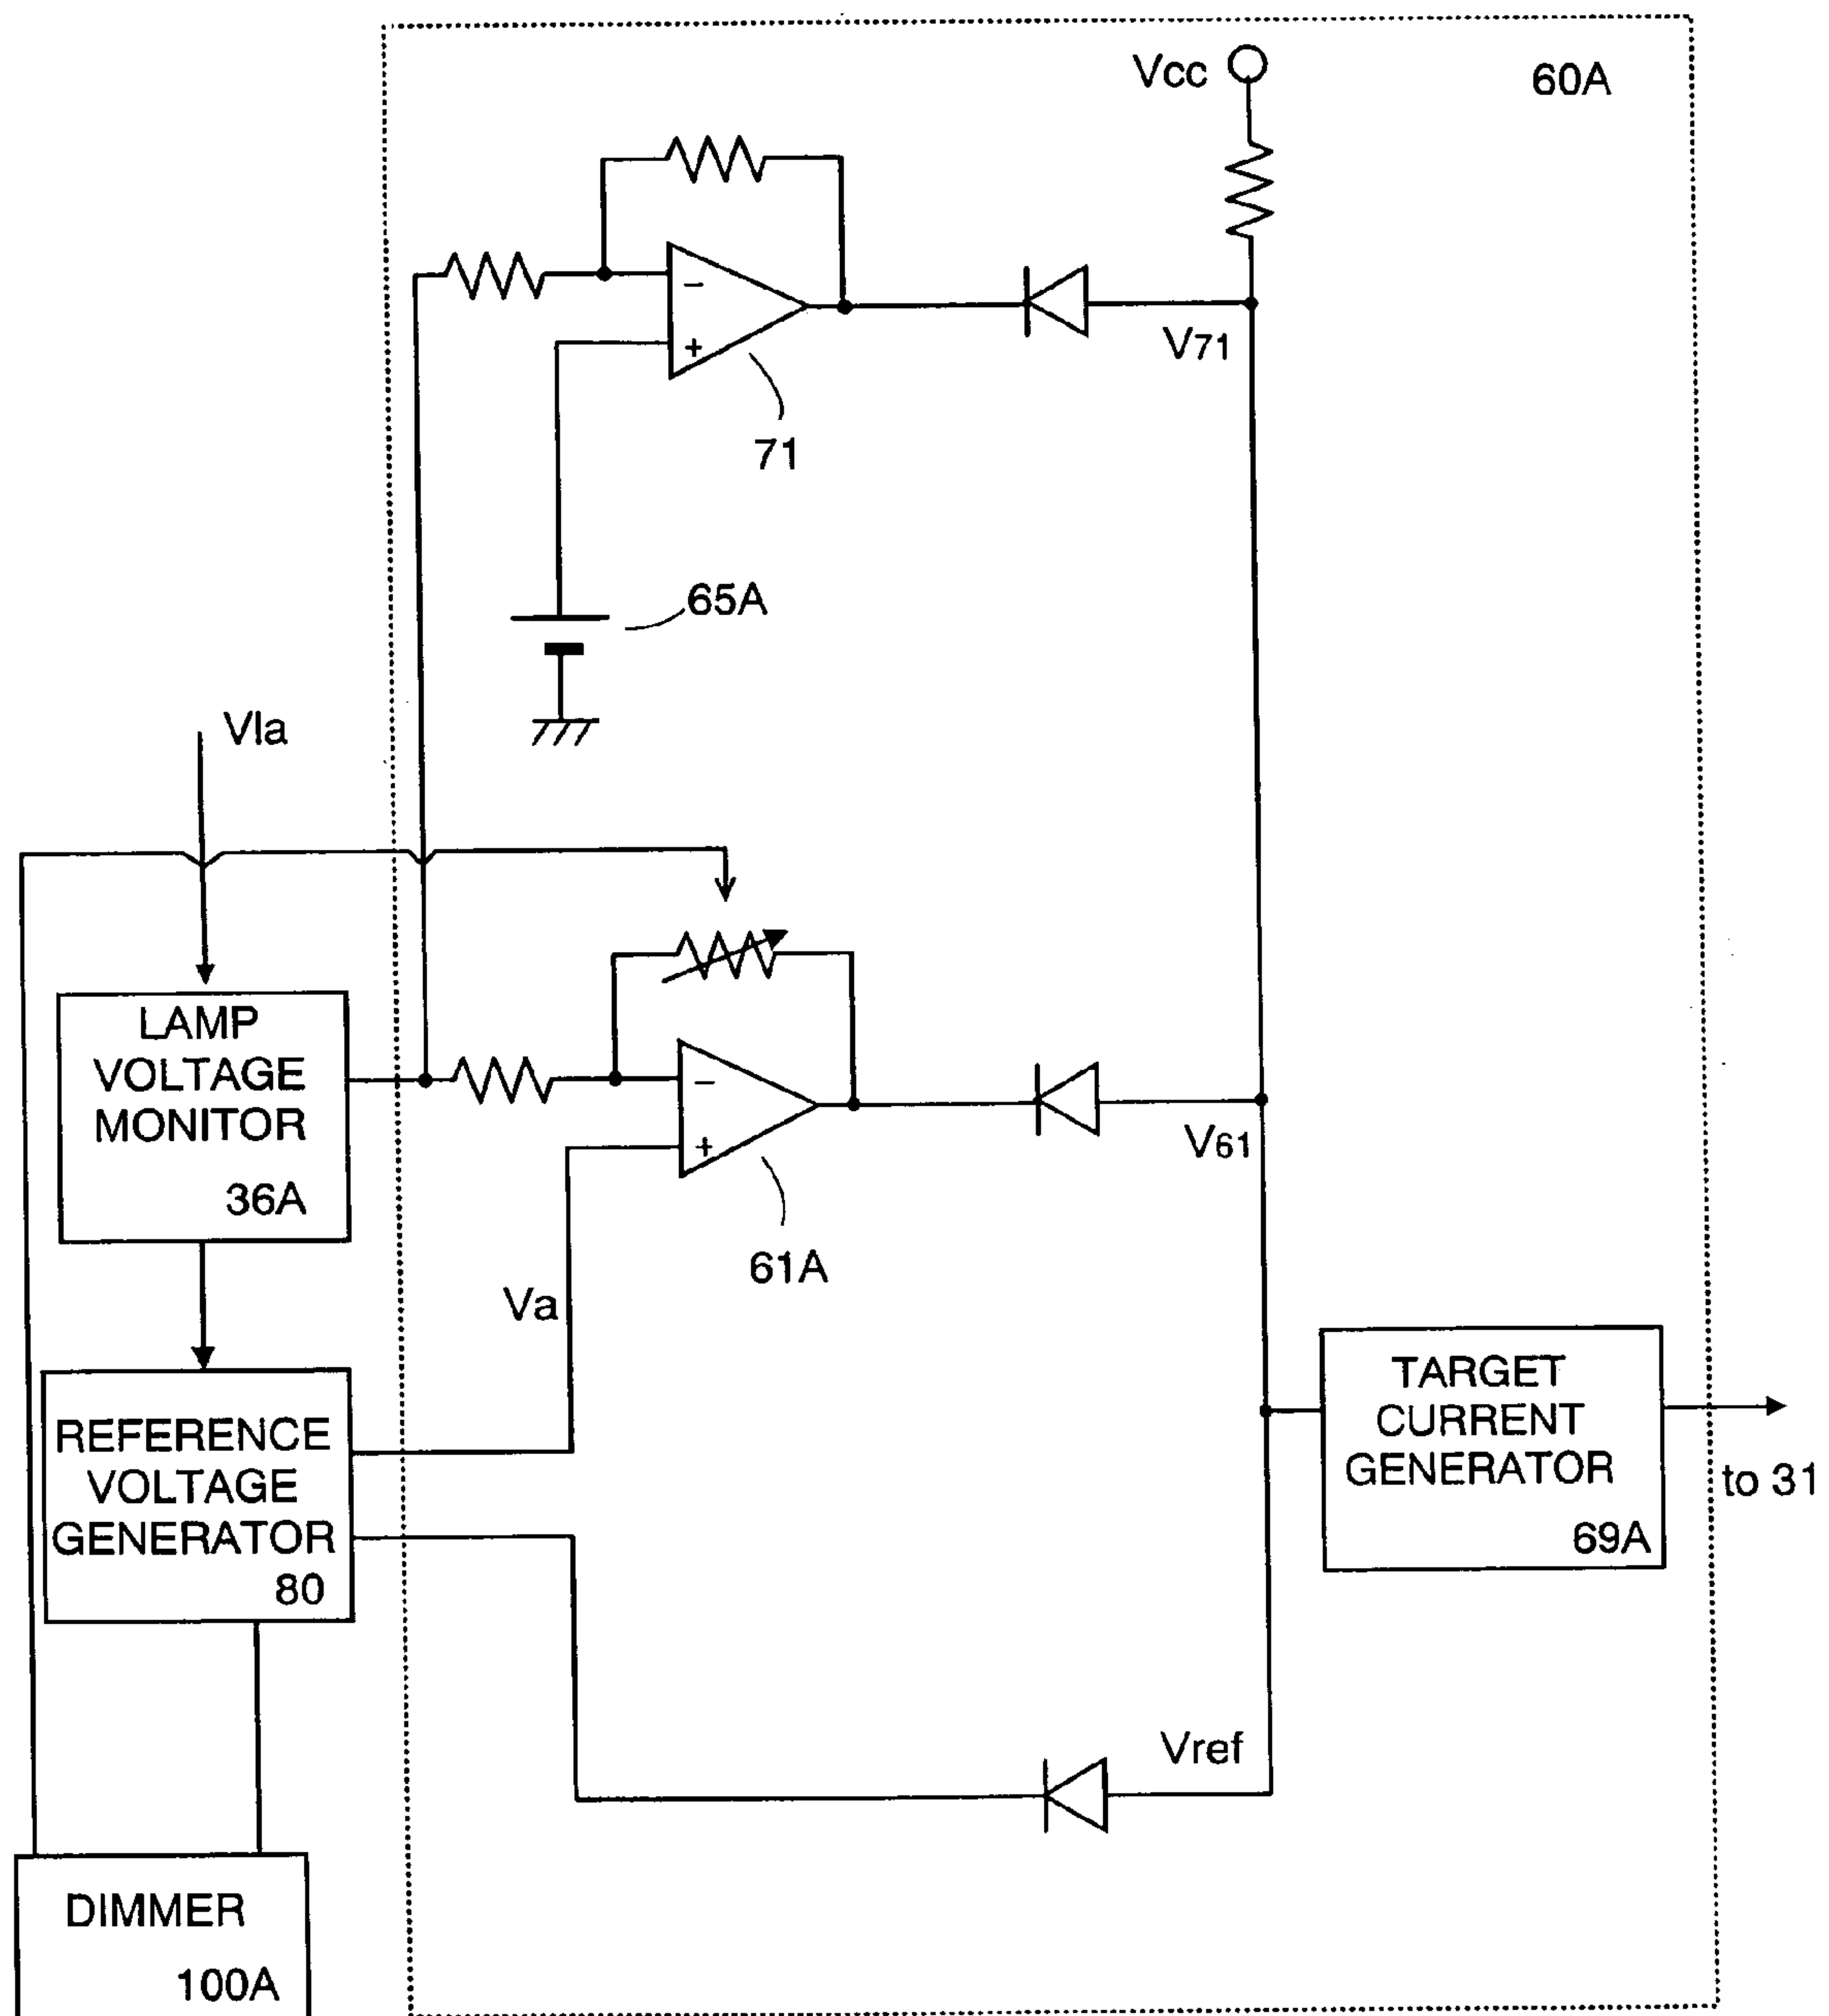 Vcc
60A
−
+
V71
71
65A
Vla
LAMP
VOLTAGE
MONITOR
36A
−
+
V61
61A
Va
TARGET
CURRENT
GENERATOR
69A
to 31
REFERENCE
VOLTAGE
GENERATOR
80
Vref
DIMMER
100A